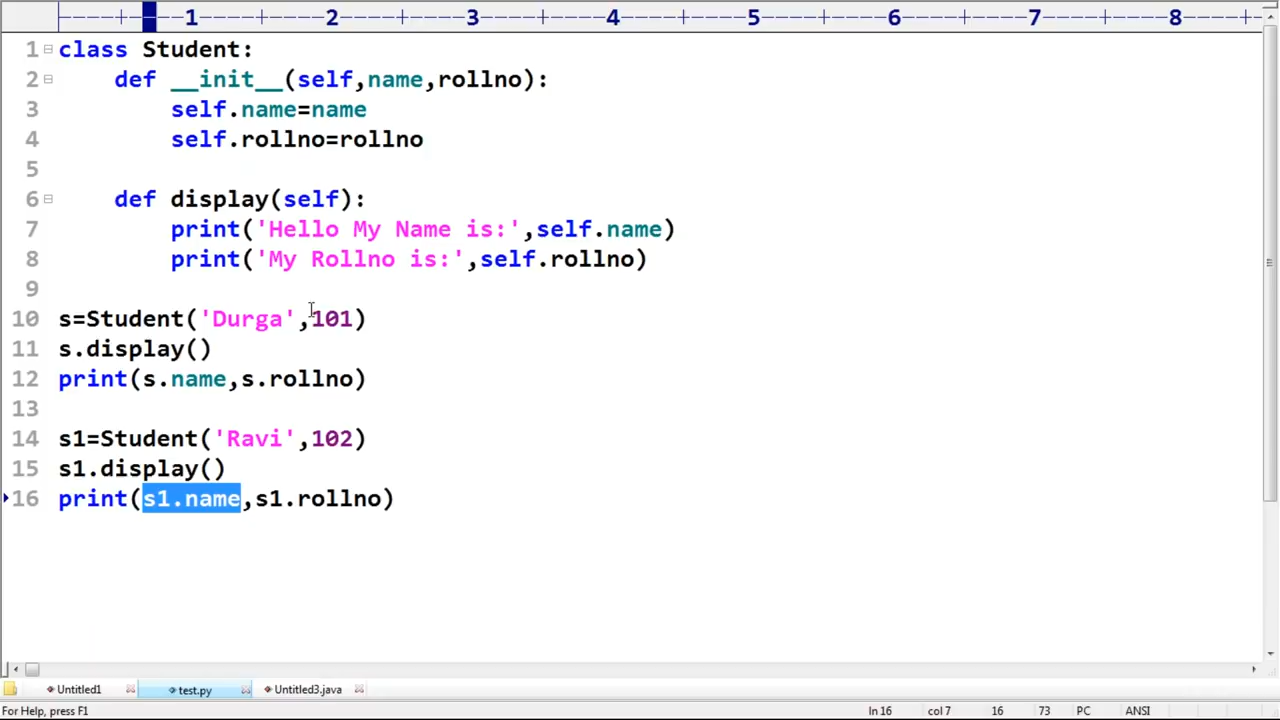 1 2 3 4 5 6 7 8
1 class Student:
2     def __init__(self,name,rollno):
3         self.name=name
4         self.rollno=rollno
5
6     def display(self):
7         print('Hello My Name is:',self.name)
8         print('My Rollno is:',self.rollno)
9
10 s=Student('Durga',101)
11 s.display()
12 print(s.name,s.rollno)
13
14 s1=Student('Ravi',102)
15 s1.display()
16 print(s1.name,s1.rollno)
Untitled1 test.py Untitled3.java
For Help, press F1 ln 16 col 7 16 73 PC ANSI